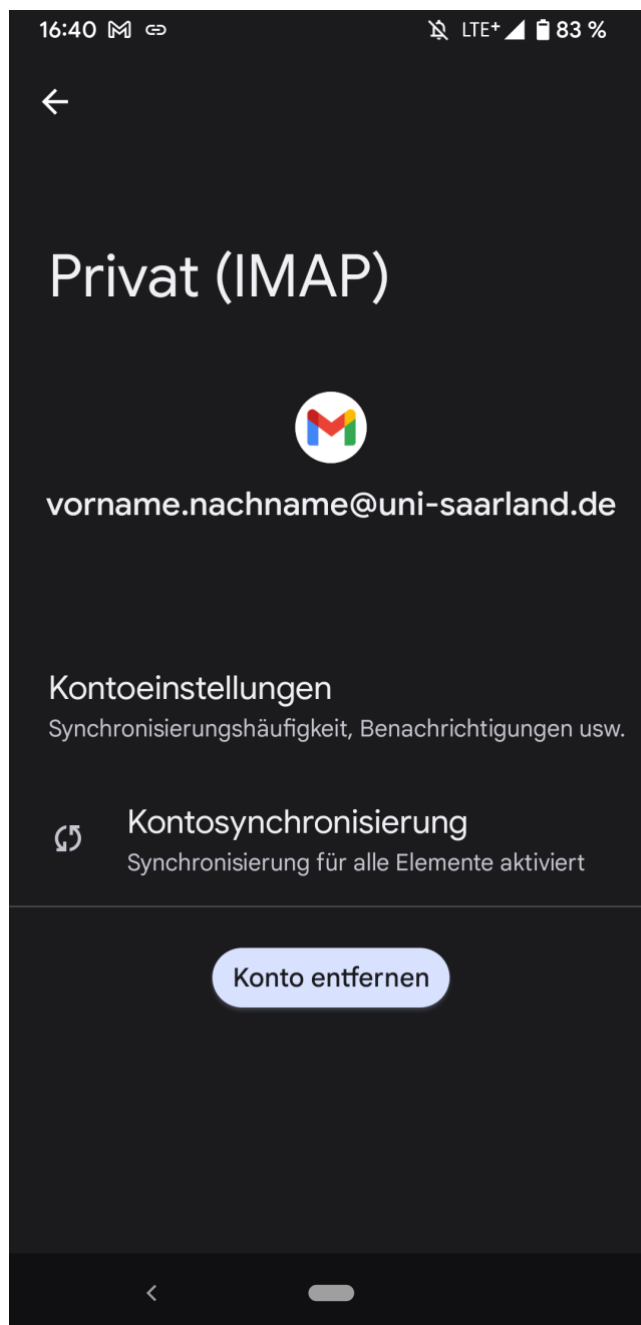 16:40 LTE+ 83 %
Privat (IMAP)
vorname.nachname@uni-saarland.de
Kontoeinstellungen
Synchronisierungshäufigkeit, Benachrichtigungen usw.
Kontosynchronisierung
Synchronisierung für alle Elemente aktiviert
Konto entfernen